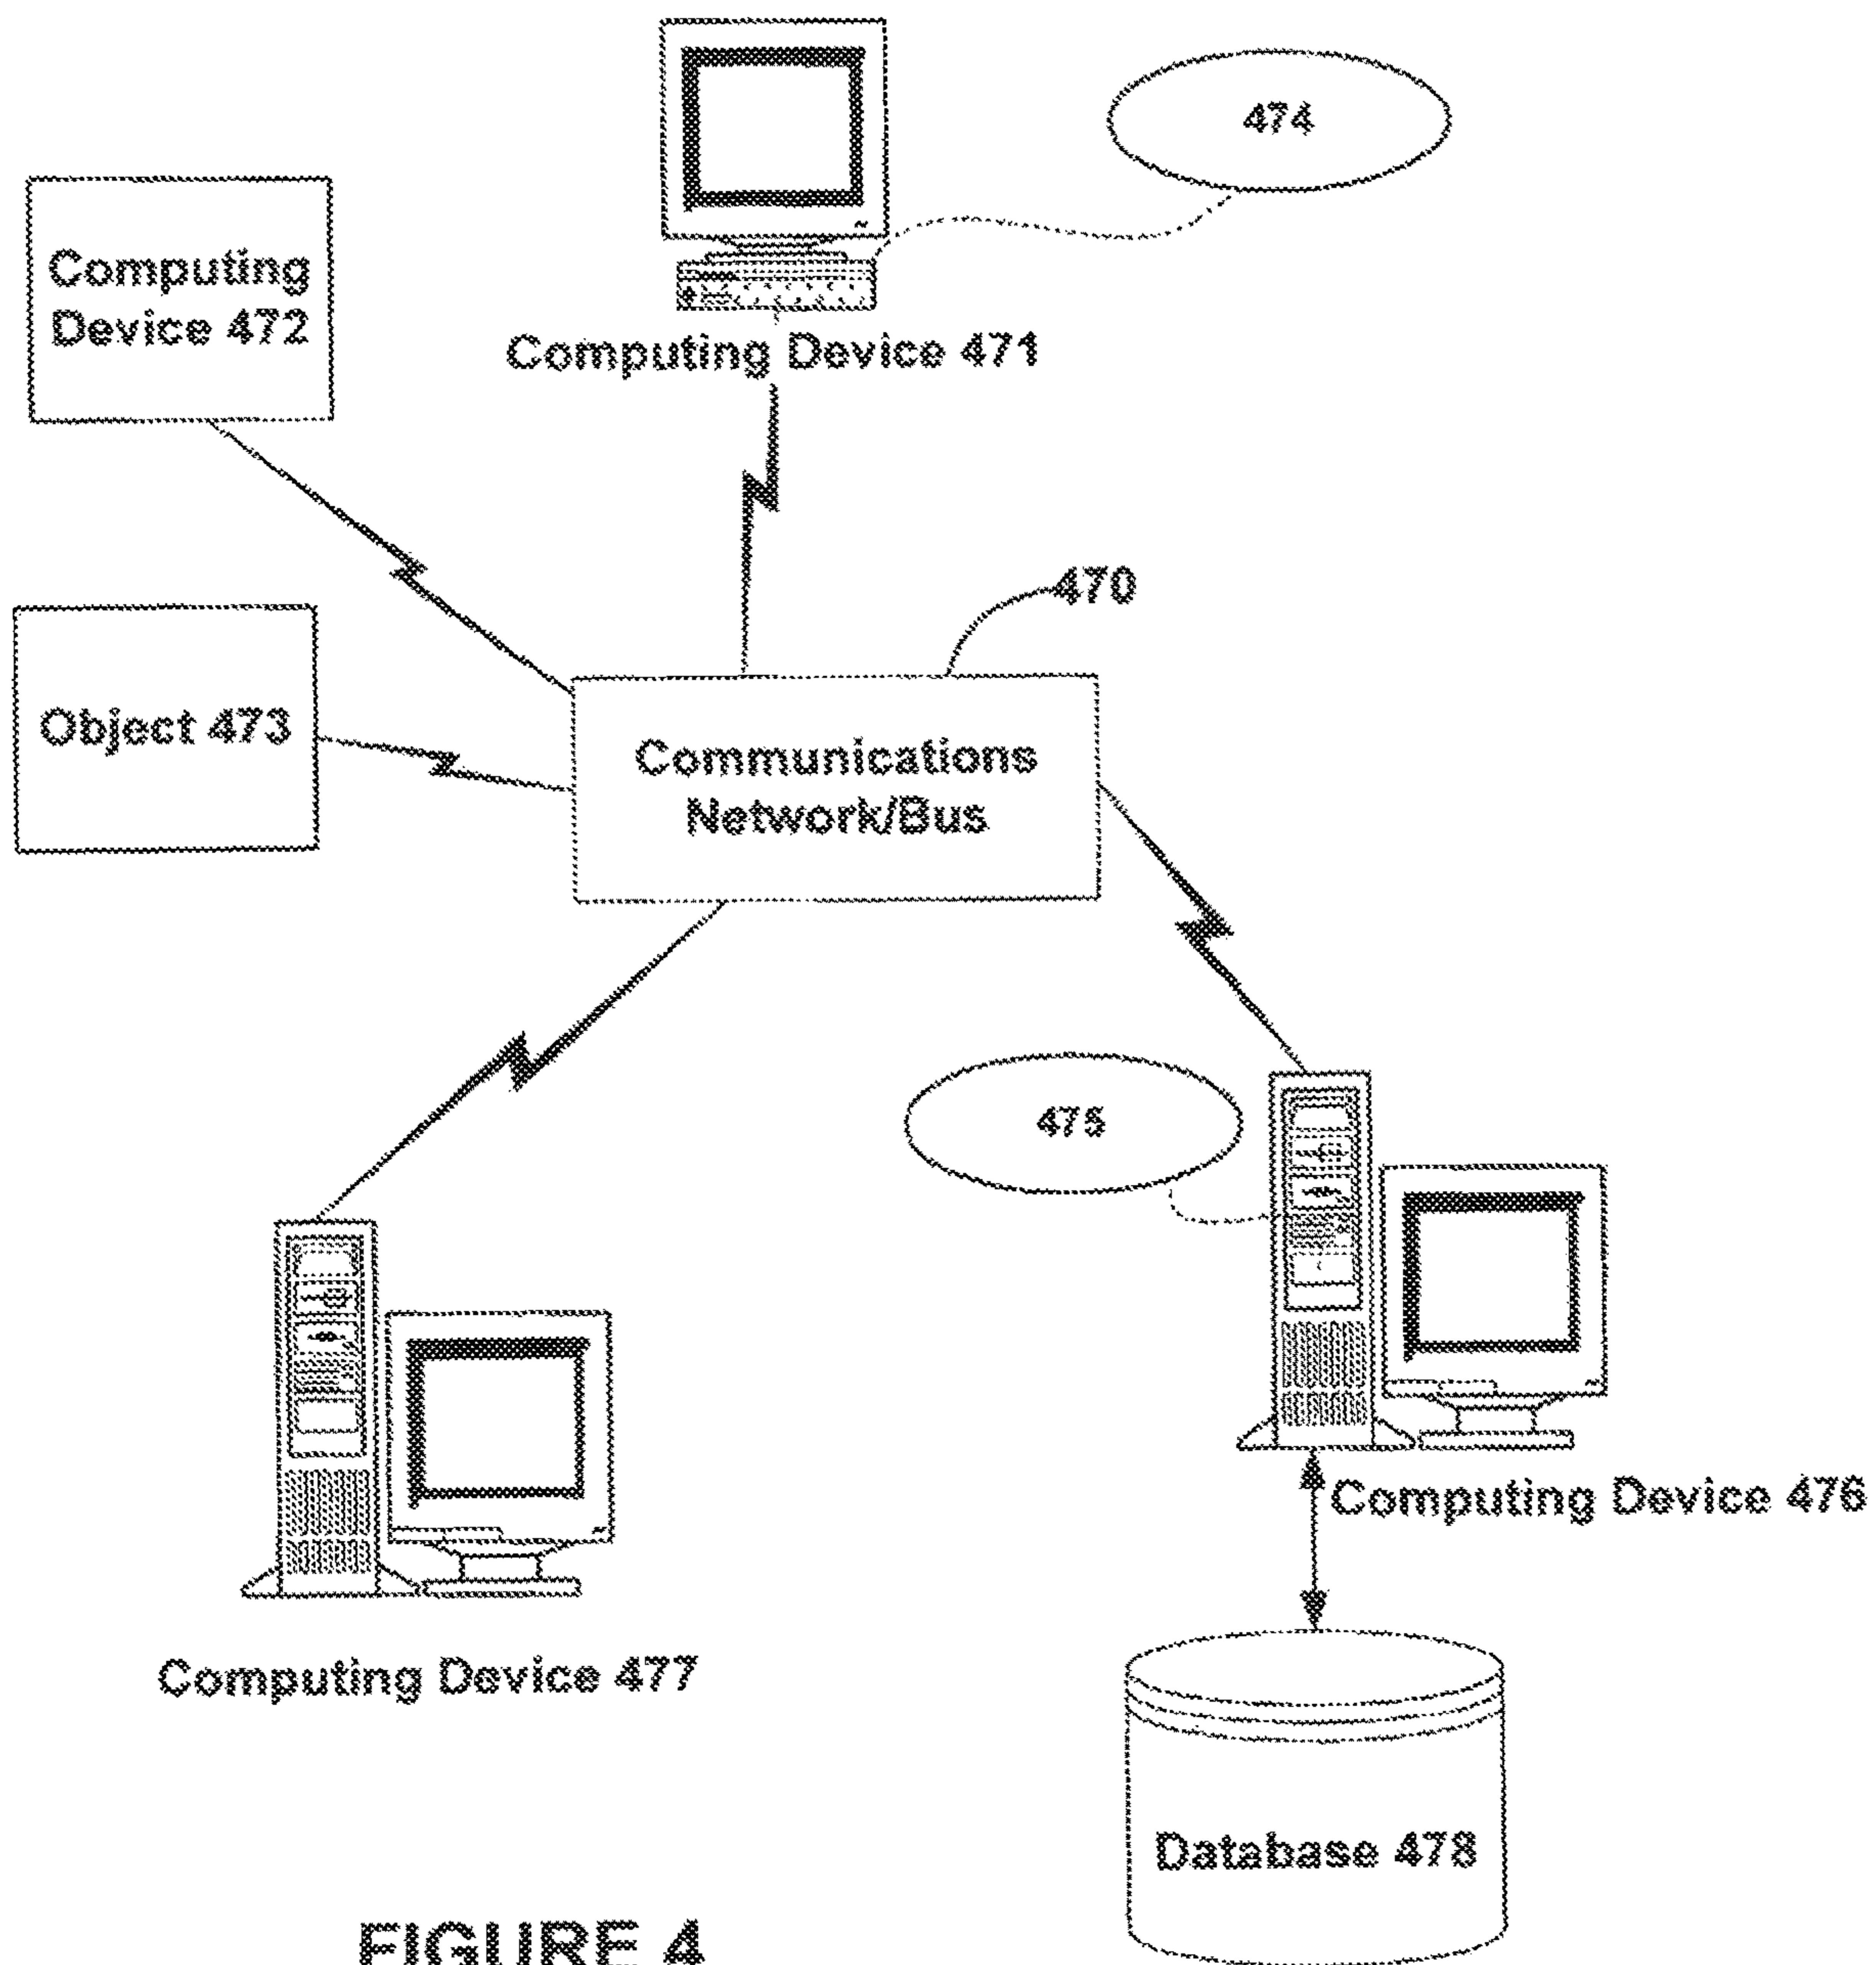 474
Computing
Device 472
Computing Device 471
470
Object 473
Communications
Network/Bus
475
Computing Device 476
Computing Device 477
Database 478
FIGURE 4